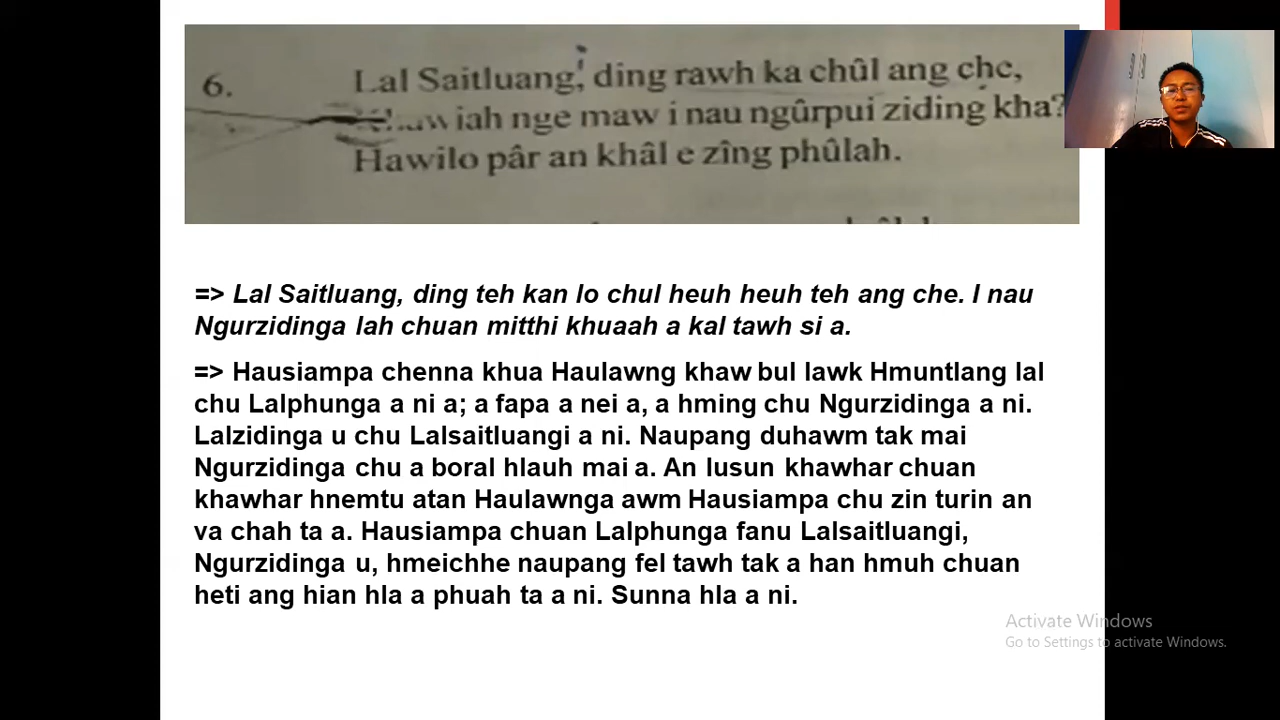 6. Lal Saitluang, ding rawh ka chûl ang che,
iah nge maw i nau ngûrpui ziding kha?
Hawilo pâr an khâl e zîng phûlah.
=> Lal Saitluang, ding teh kan lo chul heuh heuh teh ang che. I nau
Ngurzidinga lah chuan mitthi khuaah a kal tawh si a.
=> Hausiampa chenna khua Haulawng khaw bul lawk Hmuntlang lal
chu Lalphunga a ni a; a fapa a nei a, a hming chu Ngurzidinga a ni.
Lalzidinga u chu Lalsaitluangi a ni. Naupang duhawm tak mai
Ngurzidinga chu a boral hlauh mai a. An lusun khawhar chuan
khawhar hnemtu atan Haulawnga awm Hausiampa chu zin turin an
va chah ta a. Hausiampa chuan Lalphunga fanu Lalsaitluangi,
Ngurzidinga u, hmeichhe naupang fel tawh tak a han hmuh chuan
heti ang hian hla a phuah ta a ni. Sunna hla a ni.
Activate Windows
Go to Settings to activate Windows.